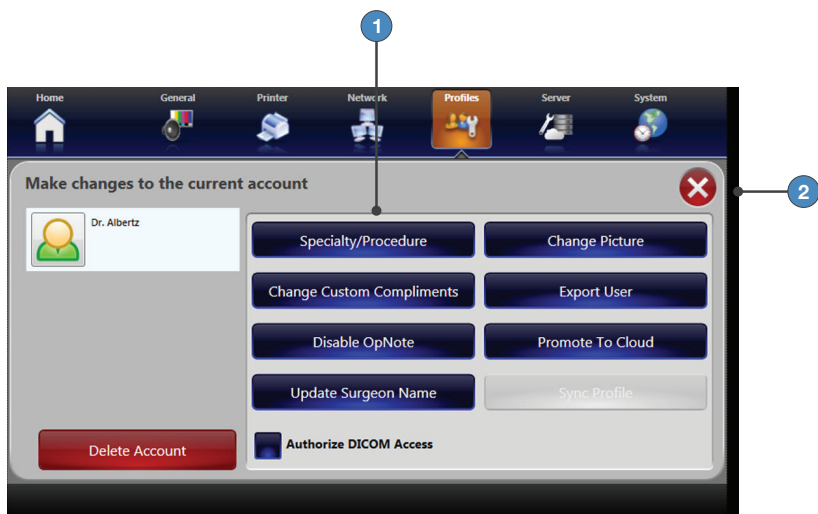 1
Home General Printer Network Profiles Server System
Make changes to the current account
2
Dr. Albertz
Specialty/Procedure Change Picture
Change Custom Compliments Export User
Disable OpNote Promote To Cloud
Update Surgeon Name Sync Profile
Delete Account Authorize DICOM Access